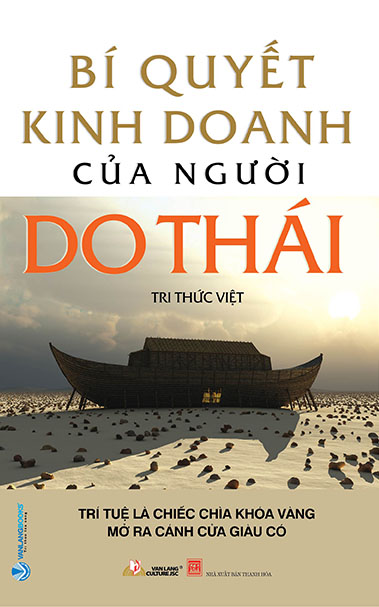 BÍ QUYẾT
KINH DOANH
CỦA NGƯỜI
DO THÁI
TRI THỨC VIỆT
TRÍ TUỆ LÀ CHIẾC CHÌA KHÓA VÀNG
MỞ RA CÁNH CỬA GIÀU CÓ
VANLANGBOOKS
VAN LANG
CULTURE.JSC
NHÀ XUẤT BẢN THANH HÓA